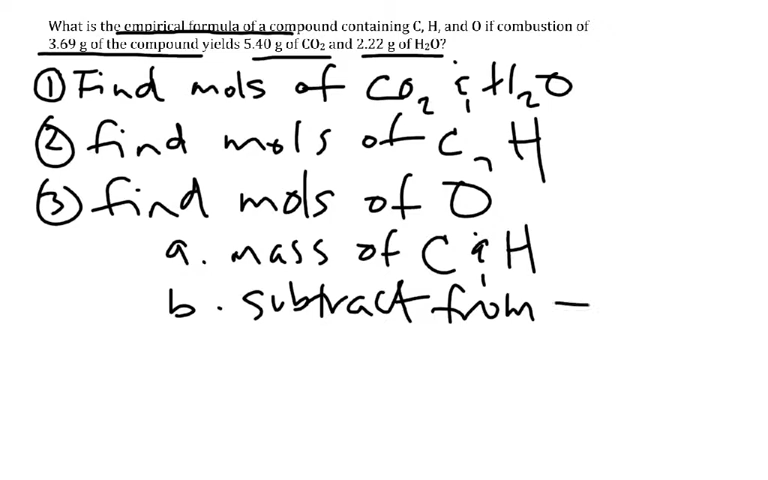 What is the empirical formula of a compound containing C, H, and O if combustion of
3.69 g of the compound yields 5.40 g of CO₂ and 2.22 g of H₂O?
① Find mols of CO₂ & H₂O
② find mols of C, H
③ find mols of O
a. mass of C & H
b. subtract from —